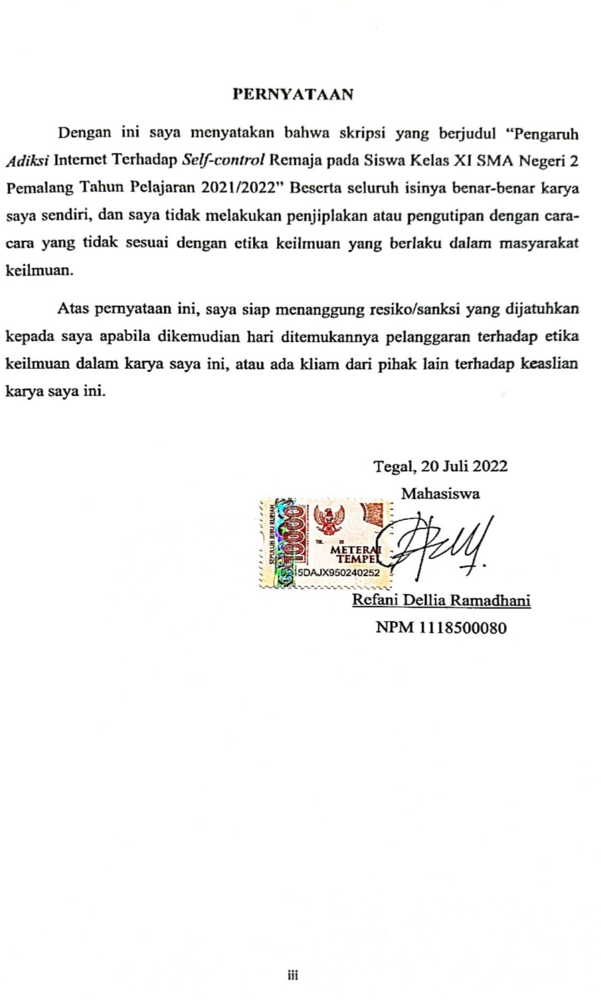 PERNYATAAN
Dengan ini saya menyatakan bahwa skripsi yang berjudul “Pengaruh
Adiksi Internet Terhadap Self-control Remaja pada Siswa Kelas XI SMA Negeri 2
Pemalang Tahun Pelajaran 2021/2022” Beserta seluruh isinya benar-benar karya
saya sendiri, dan saya tidak melakukan penjiplakan atau pengutipan dengan cara-
cara yang tidak sesuai dengan etika keilmuan yang berlaku dalam masyarakat
keilmuan.
Atas pernyataan ini, saya siap menanggung resiko/sanksi yang dijatuhkan
kepada saya apabila dikemudian hari ditemukannya pelanggaran terhadap etika
keilmuan dalam karya saya ini, atau ada kliam dari pihak lain terhadap keaslian
karya saya ini.
Tegal, 20 Juli 2022
Mahasiswa
SEPULUH RIBU RUPIAH
10000
TGL. 20
METERAI
TEMPEL
45DAJX950240252
Refani Dellia Ramadhani
NPM 1118500080
iii